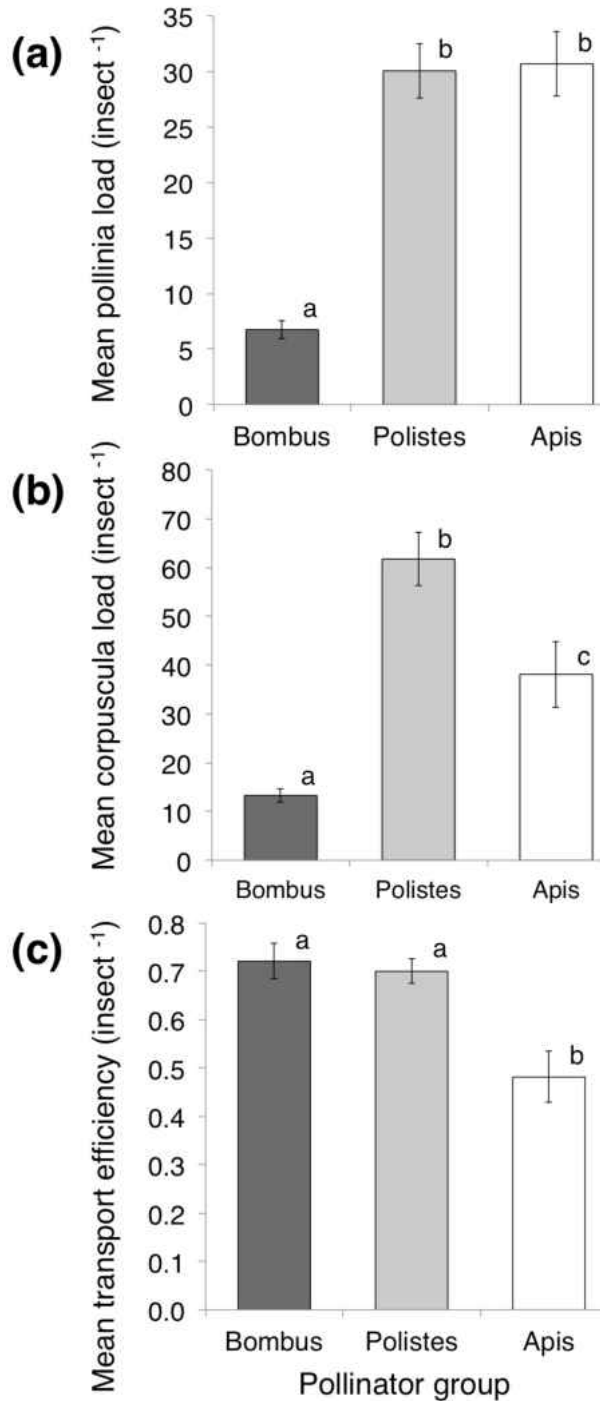 (a)
Mean pollinia load (insect -1)
35
30
25
20
15
10
5
0
a
b
b
Bombus Polistes Apis
(b)
Mean corpuscula load (insect -1)
80
70
60
50
40
30
20
10
0
a
b
c
Bombus Polistes Apis
(c)
Mean transport efficiency (insect -1)
0.8
0.7
0.6
0.5
0.4
0.3
0.2
0.1
0.0
a
a
b
Bombus Polistes Apis
Pollinator group